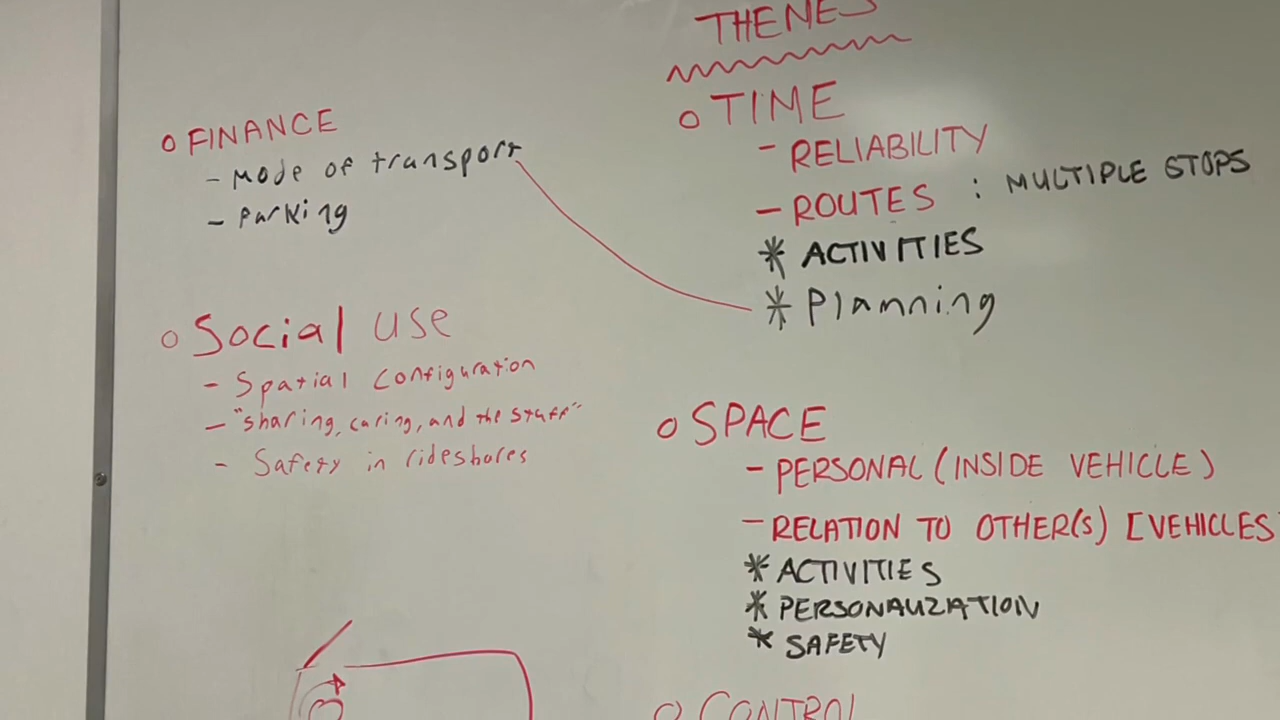 THEMES
o FINANCE
- Mode of transport
- Parking
o Social use
- Spatial configuration
- "sharing, caring, and the stuff"
- Safety in rideshares
o TIME
- RELIABILITY
- ROUTES : MULTIPLE STOPS
* ACTIVITIES
* Planning
o SPACE
- PERSONAL (INSIDE VEHICLE)
- RELATION TO OTHER(S) [VEHICLES
* ACTIVITIES
* PERSONALIZATION
* SAFETY
o CONTROL